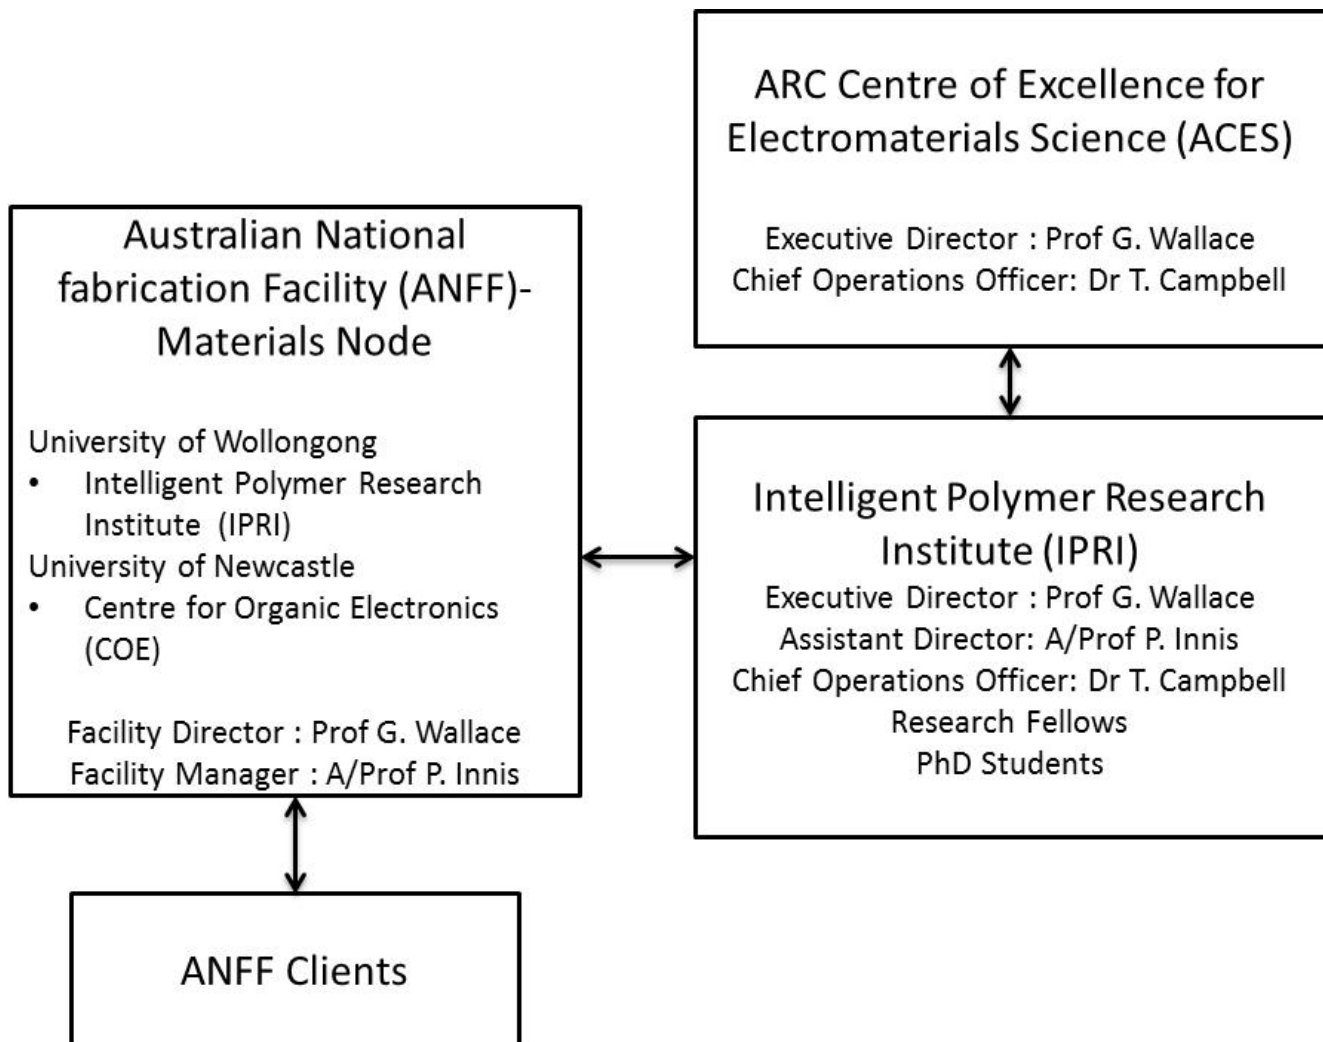 ARC Centre of Excellence for
Electromaterials Science (ACES)
Executive Director : Prof G. Wallace
Chief Operations Officer: Dr T. Campbell
Australian National
fabrication Facility (ANFF)-
Materials Node
University of Wollongong
• Intelligent Polymer Research
Institute (IPRI)
University of Newcastle
• Centre for Organic Electronics
(COE)
Facility Director : Prof G. Wallace
Facility Manager : A/Prof P. Innis
Intelligent Polymer Research
Institute (IPRI)
Executive Director : Prof G. Wallace
Assistant Director: A/Prof P. Innis
Chief Operations Officer: Dr T. Campbell
Research Fellows
PhD Students
ANFF Clients